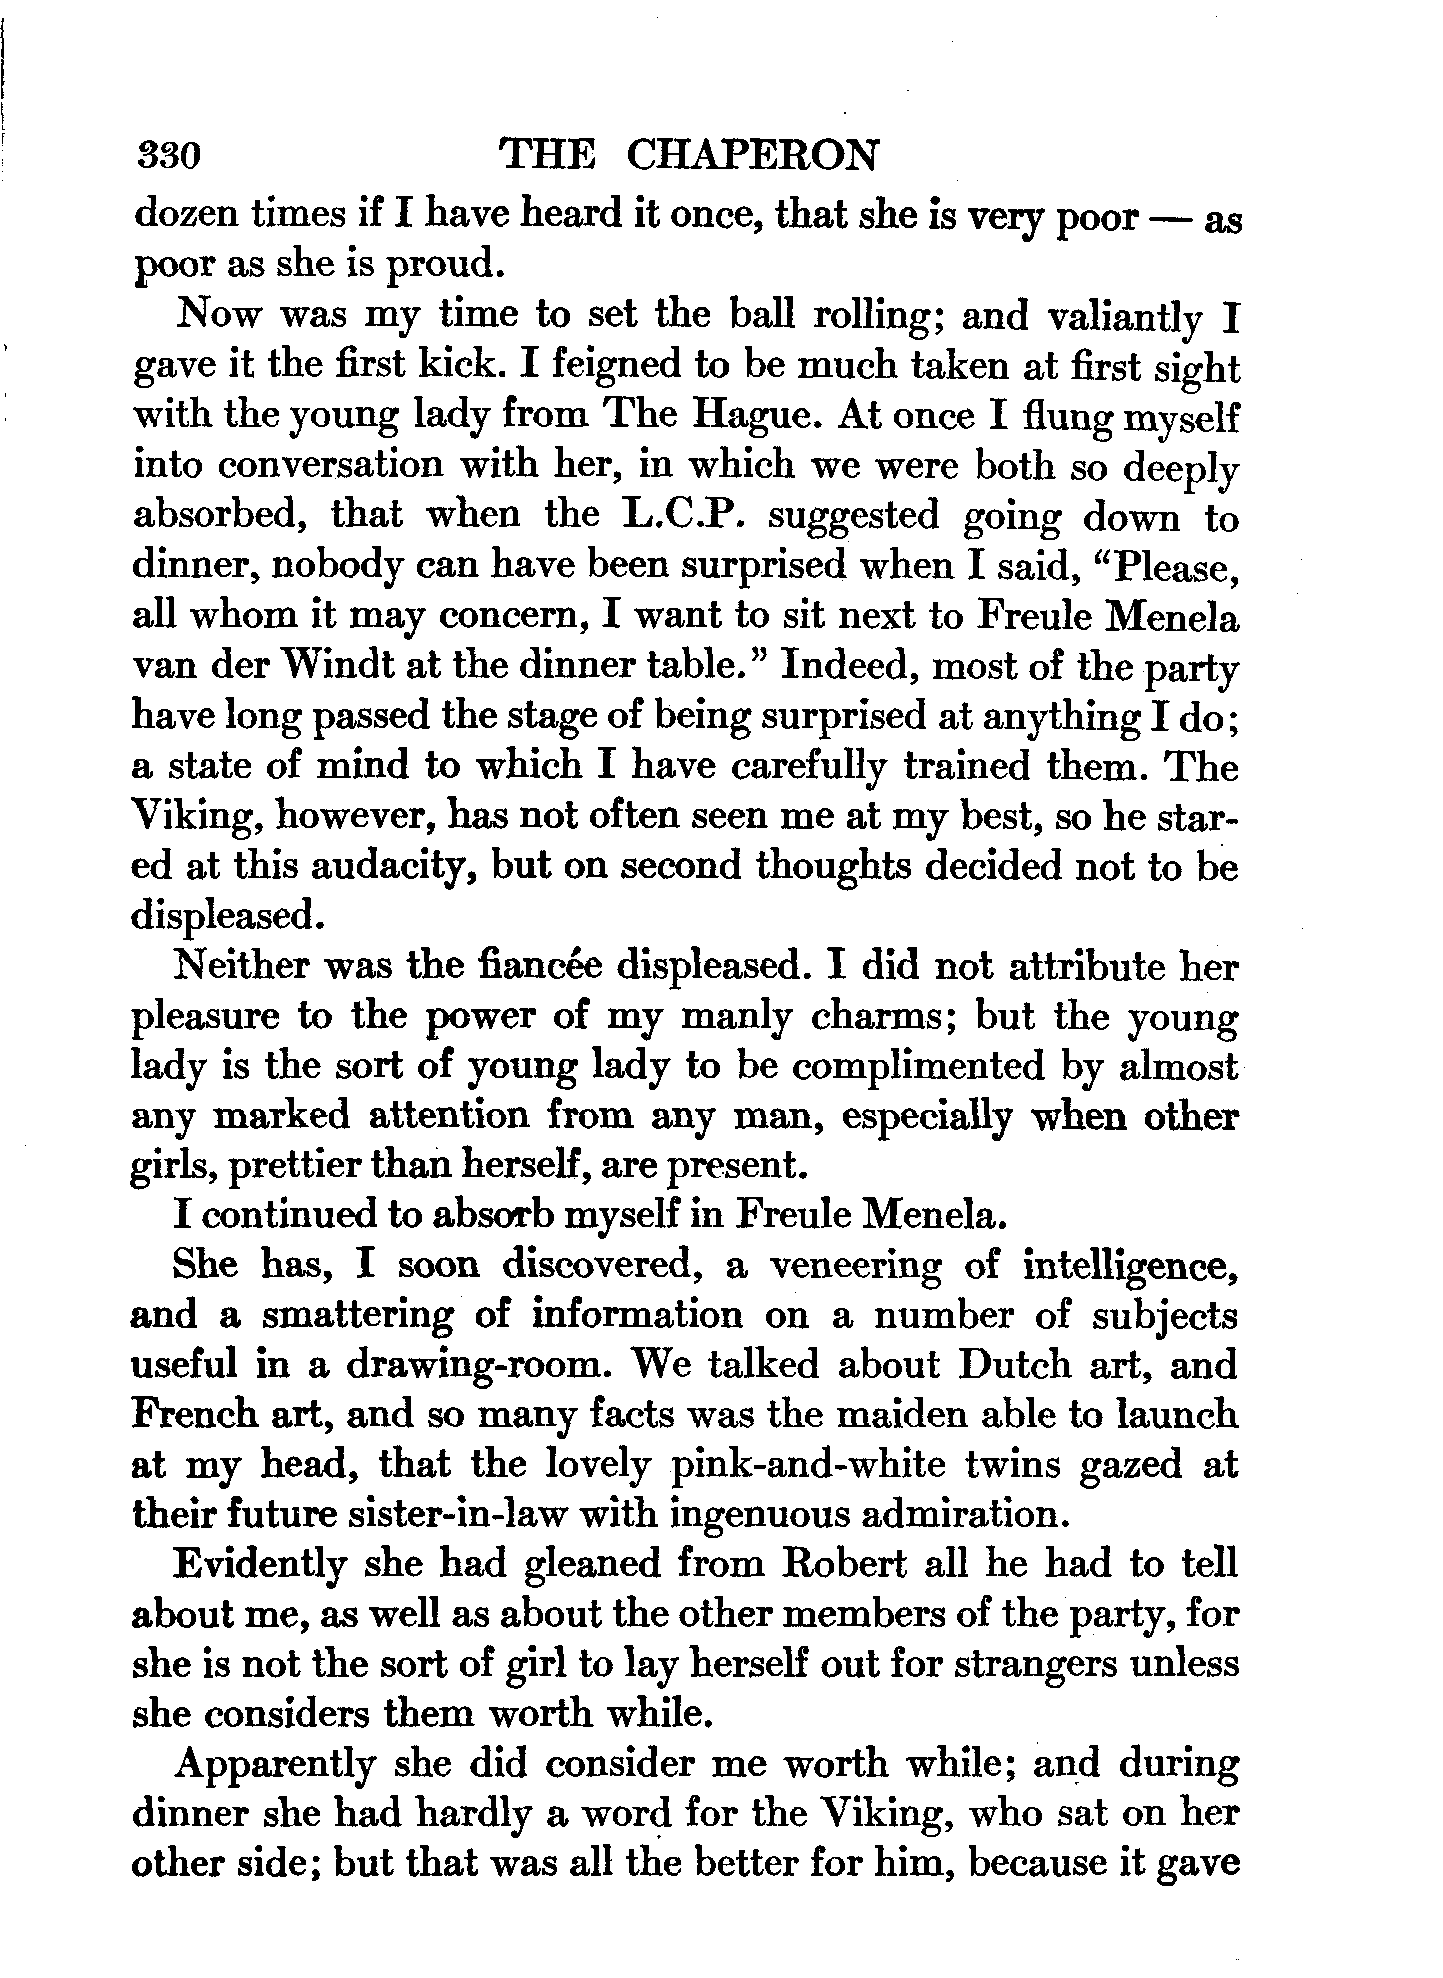 330 THE CHAPERON
dozen times if I have heard it once, that she is very poor — as
poor as she is proud.
Now was my time to set the ball rolling; and valiantly I
gave it the first kick. I feigned to be much taken at first sight
with the young lady from The Hague. At once I flung myself
into conversation with her, in which we were both so deeply
absorbed, that when the L.C.P. suggested going down to
dinner, nobody can have been surprised when I said, “Please,
all whom it may concern, I want to sit next to Freule Menela
van der Windt at the dinner table.” Indeed, most of the party
have long passed the stage of being surprised at anything I do;
a state of mind to which I have carefully trained them. The
Viking, however, has not often seen me at my best, so he star-
ed at this audacity, but on second thoughts decided not to be
displeased.
Neither was the fiancée displeased. I did not attribute her
pleasure to the power of my manly charms; but the young
lady is the sort of young lady to be complimented by almost
any marked attention from any man, especially when other
girls, prettier than herself, are present.
I continued to absorb myself in Freule Menela.
She has, I soon discovered, a veneering of intelligence,
and a smattering of information on a number of subjects
useful in a drawing-room. We talked about Dutch art, and
French art, and so many facts was the maiden able to launch
at my head, that the lovely pink-and-white twins gazed at
their future sister-in-law with ingenuous admiration.
Evidently she had gleaned from Robert all he had to tell
about me, as well as about the other members of the party, for
she is not the sort of girl to lay herself out for strangers unless
she considers them worth while.
Apparently she did consider me worth while; and during
dinner she had hardly a word for the Viking, who sat on her
other side; but that was all the better for him, because it gave